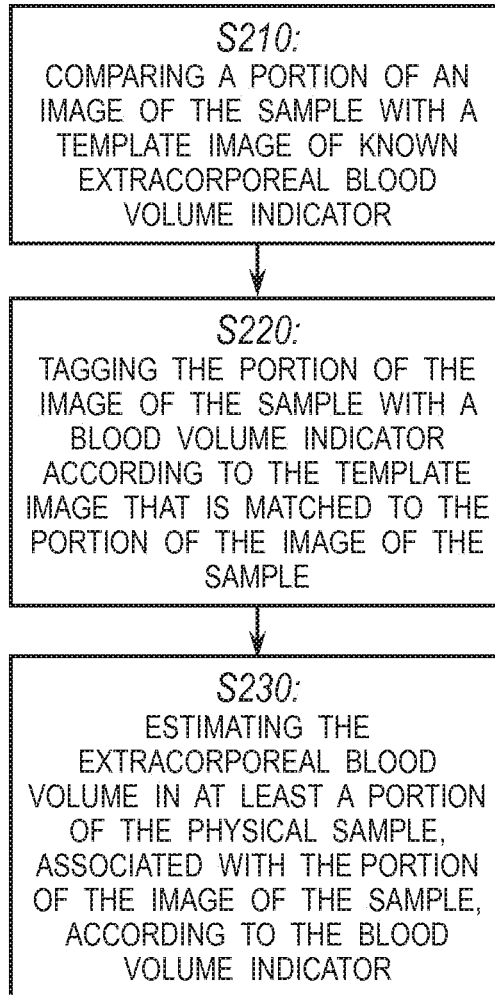 S210:
COMPARING A PORTION OF AN
IMAGE OF THE SAMPLE WITH A
TEMPLATE IMAGE OF KNOWN
EXTRACORPOREAL BLOOD
VOLUME INDICATOR
S220:
TAGGING THE PORTION OF THE
IMAGE OF THE SAMPLE WITH A
BLOOD VOLUME INDICATOR
ACCORDING TO THE TEMPLATE
IMAGE THAT IS MATCHED TO THE
PORTION OF THE IMAGE OF THE
SAMPLE
S230:
ESTIMATING THE
EXTRACORPOREAL BLOOD
VOLUME IN AT LEAST A PORTION
OF THE PHYSICAL SAMPLE,
ASSOCIATED WITH THE PORTION
OF THE IMAGE OF THE SAMPLE,
ACCORDING TO THE BLOOD
VOLUME INDICATOR